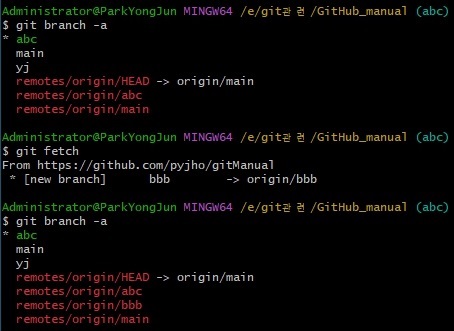 Administrator@ParkYongJun MINGW64 /e/git관련/GitHub_manual (abc)
$ git branch -a
* abc
  main
  yj
  remotes/origin/HEAD -> origin/main
  remotes/origin/abc
  remotes/origin/main
Administrator@ParkYongJun MINGW64 /e/git관련/GitHub_manual (abc)
$ git fetch
From https://github.com/pyjho/gitManual
 * [new branch]      bbb        -> origin/bbb
Administrator@ParkYongJun MINGW64 /e/git관련/GitHub_manual (abc)
$ git branch -a
* abc
  main
  yj
  remotes/origin/HEAD -> origin/main
  remotes/origin/abc
  remotes/origin/bbb
  remotes/origin/main